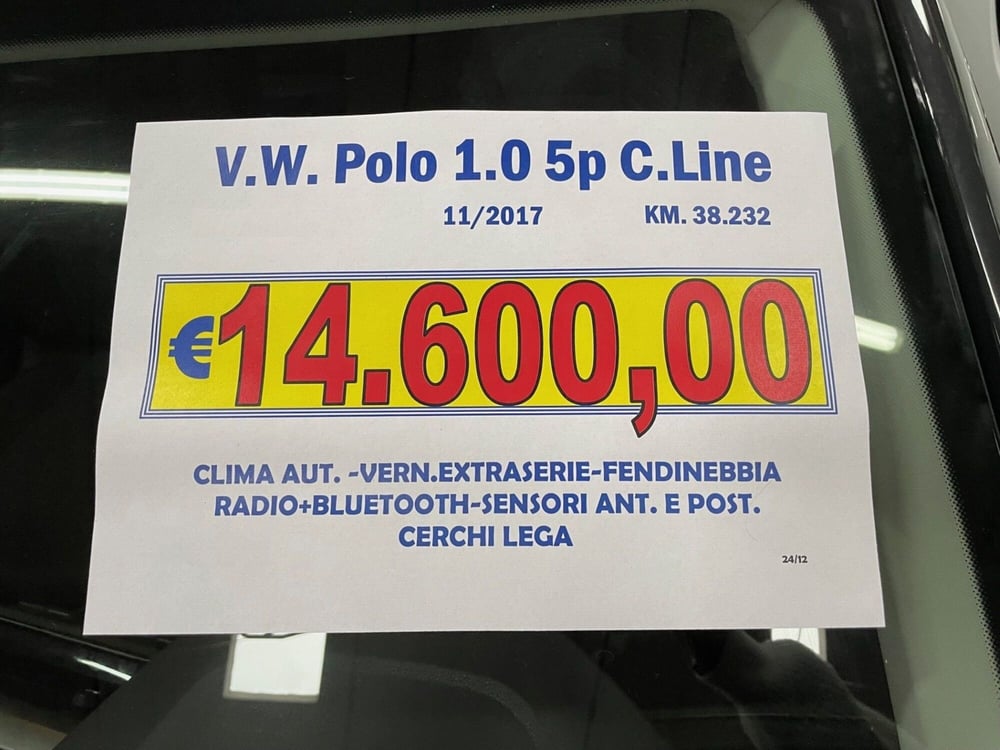 V.W. Polo 1.0 5p C.Line
11/2017 KM. 38.232
€14.600,00
CLIMA AUT. -VERN.EXTRASERIE-FENDINEBBIA
RADIO+BLUETOOTH-SENSORI ANT. E POST.
CERCHI LEGA
24/12